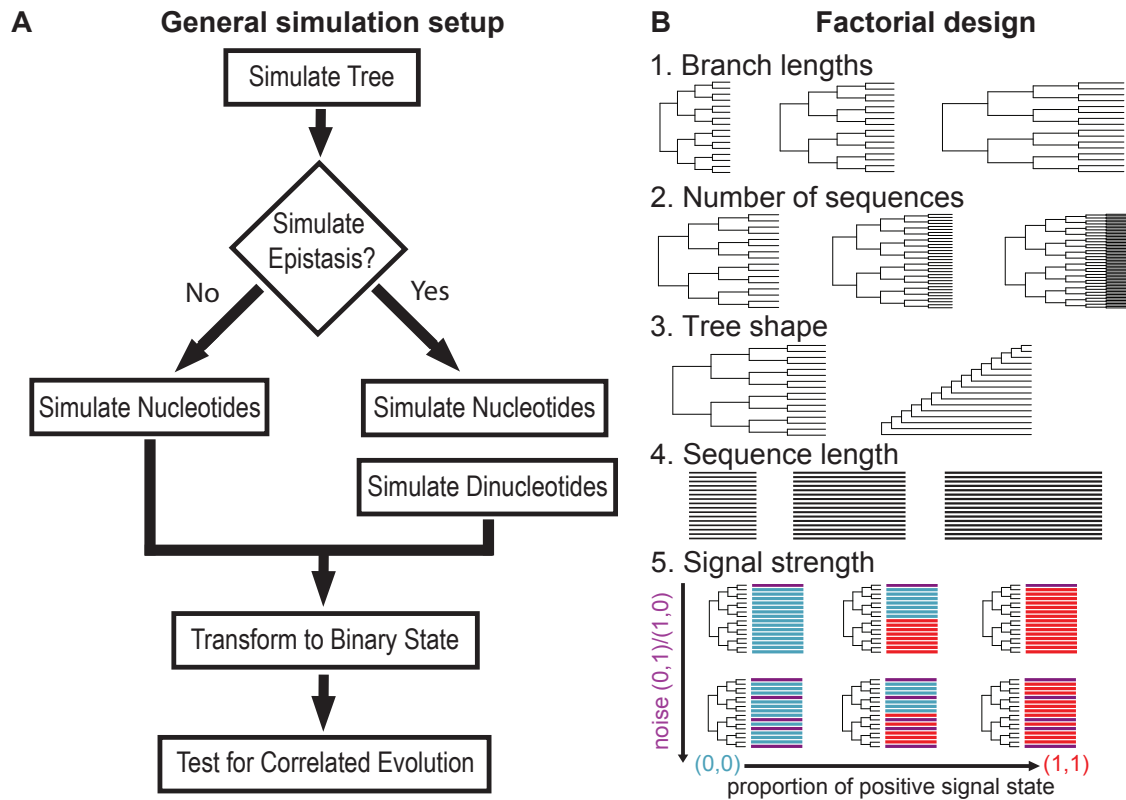 A
General simulation setup
Simulate Tree
Simulate
Epistasis?
No
Yes
Simulate Nucleotides
Simulate Nucleotides
Simulate Dinucleotides
Transform to Binary State
Test for Correlated Evolution
B
Factorial design
1. Branch lengths
2. Number of sequences
3. Tree shape
4. Sequence length
5. Signal strength
noise (0,1)/(1,0)
(0,0)
(1,1)
proportion of positive signal state